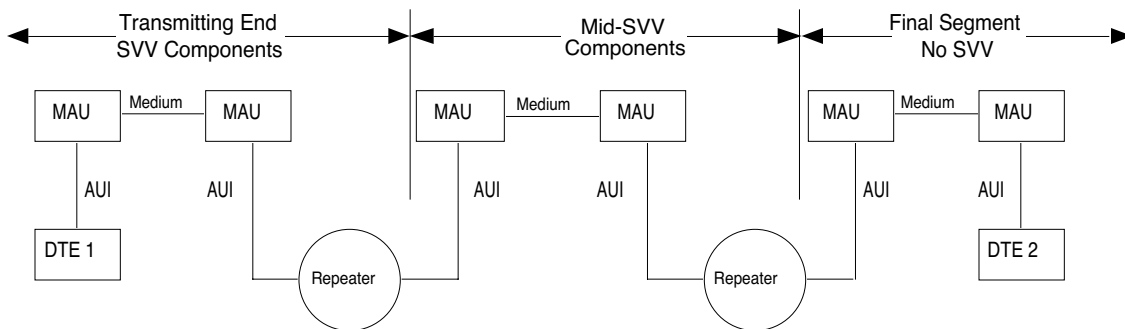 Transmitting End
SVV Components
Mid-SVV
Components
Final Segment
No SVV
MAU
Medium
MAU
MAU
Medium
MAU
MAU
Medium
MAU
AUI
AUI
AUI
AUI
AUI
AUI
DTE 1
Repeater
Repeater
DTE 2